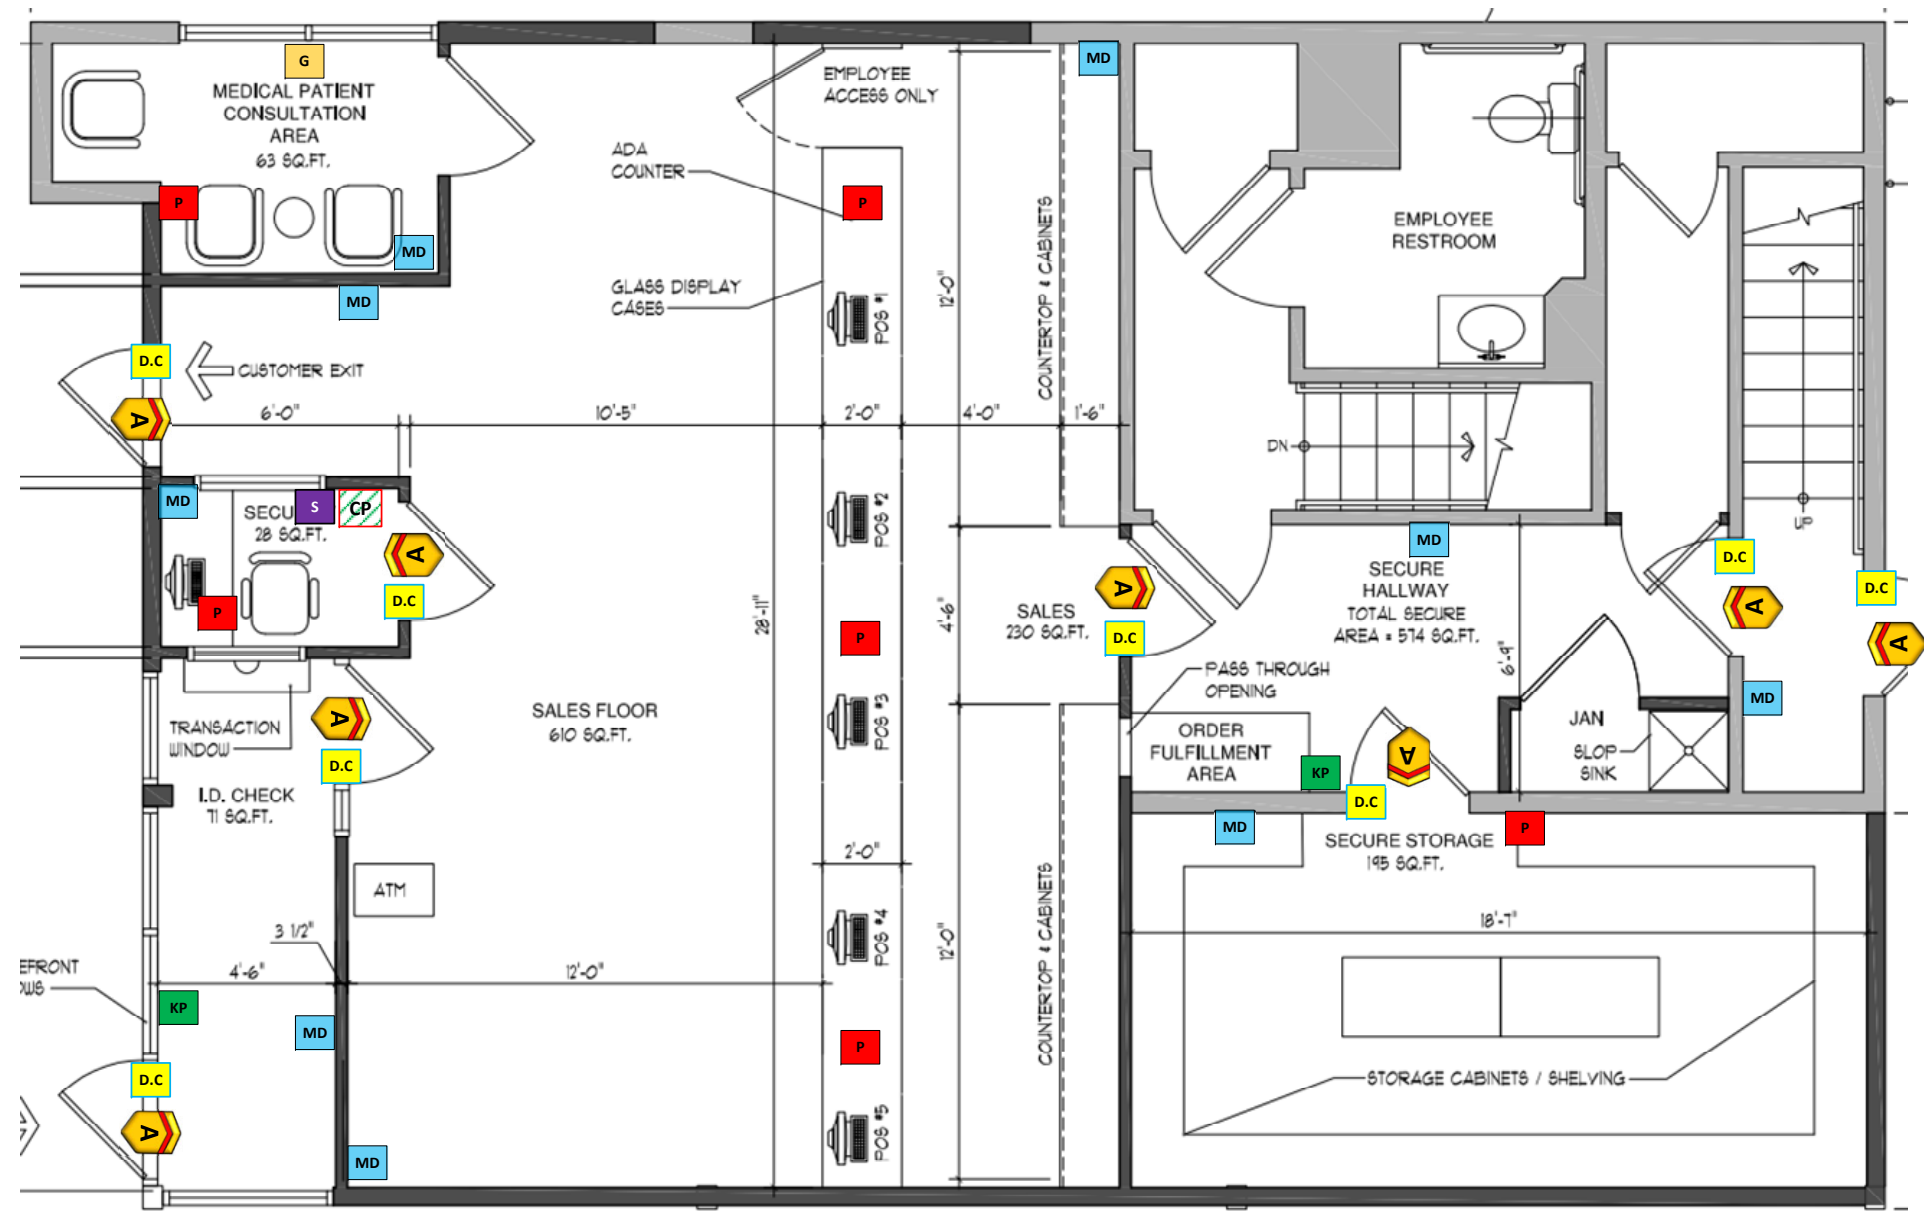 G
MEDICAL PATIENT
CONSULTATION
AREA
63 SQ.FT.
P
MD
MD
EMPLOYEE
ACCESS ONLY
MD
ADA
COUNTER
P
GLASS DISPLAY
CASES
POS #1
12'-0"
COUNTERTOP & CABINETS
EMPLOYEE
RESTROOM
D.C
CUSTOMER EXIT
A
6'-0"
10'-5"
2'-0"
4'-0"
1'-6"
DN
UP
MD
SECU
S
CP
28 SQ.FT.
A
D.C
P
POS #2
28'-11"
P
4'-6"
SALES
230 SQ.FT.
A
D.C
MD
SECURE
HALLWAY
TOTAL SECURE
AREA = 574 SQ.FT.
6'-9"
D.C
A
D.C
A
MD
PASS THROUGH
OPENING
ORDER
FULFILLMENT
AREA
KP
A
D.C
JAN
SLOP
SINK
TRANSACTION
WINDOW
A
D.C
SALES FLOOR
610 SQ.FT.
POS #3
I.D. CHECK
71 SQ.FT.
ATM
2'-0"
MD
P
SECURE STORAGE
195 SQ.FT.
18'-7"
3 1/2"
4'-6"
12'-0"
POS #4
12'-0"
COUNTERTOP & CABINETS
EFRONT
OWS
KP
MD
P
D.C
A
MD
POS #5
STORAGE CABINETS / SHELVING